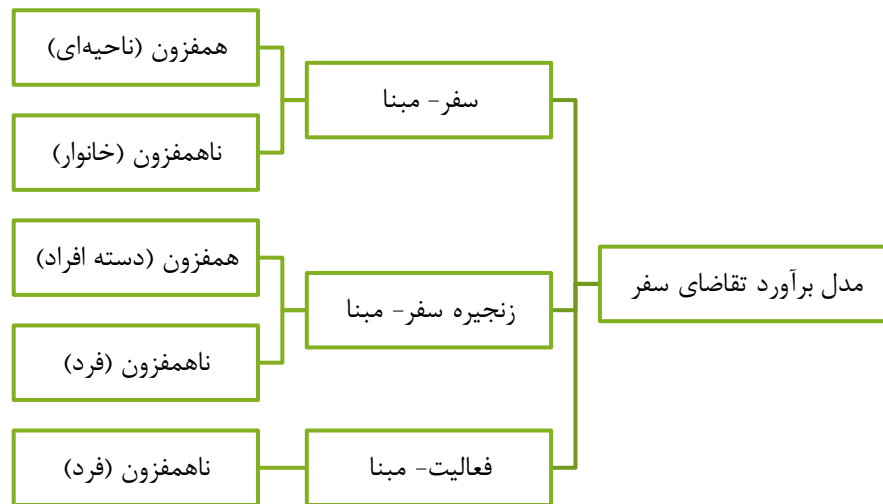 مدل برآورد تقاضای سفر
سفر- مبنا
همفزون (ناحیه‌ای)
ناهمفزون (خانوار)
زنجیره سفر- مبنا
همفزون (دسته افراد)
ناهمفزون (فرد)
فعالیت- مبنا
ناهمفزون (فرد)